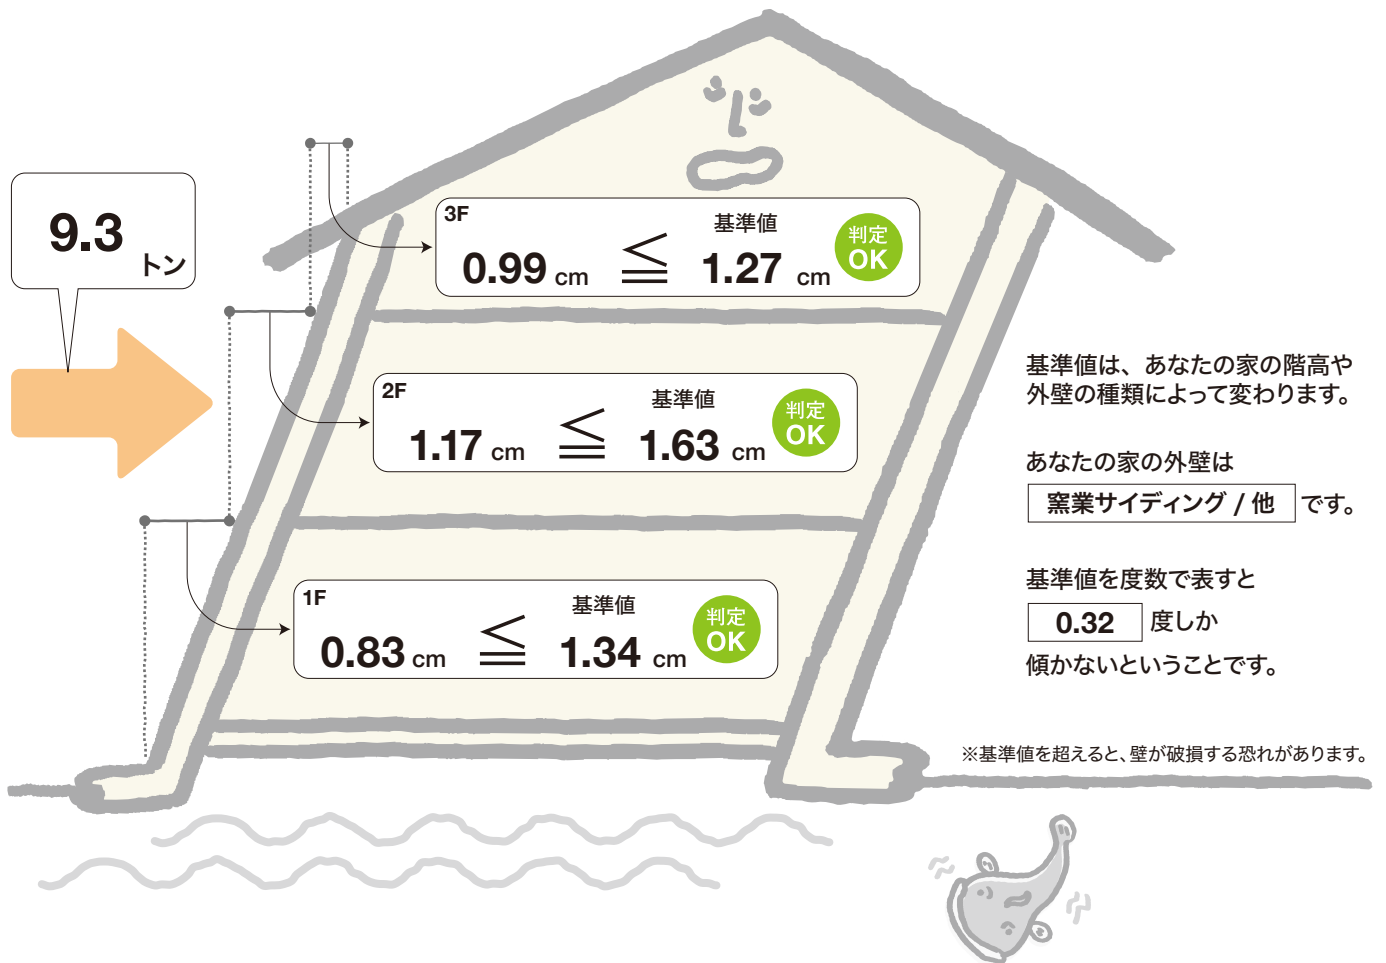 9.3 トン
3F
基準値
0.99 cm ≦ 1.27 cm
判定
OK
2F
基準値
1.17 cm ≦ 1.63 cm
判定
OK
1F
基準値
0.83 cm ≦ 1.34 cm
判定
OK
基準値は、あなたの家の階高や
外壁の種類によって変わります。
あなたの家の外壁は
窯業サイディング / 他 です。
基準値を度数で表すと
0.32 度しか
傾かないということです。
※基準値を超えると、壁が破損する恐れがあります。